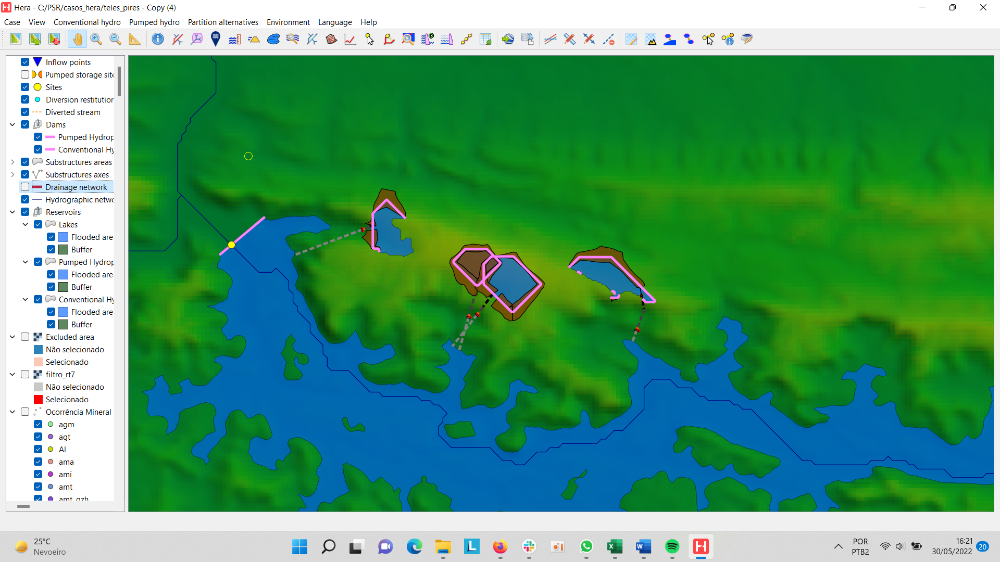 Hera - C:/PSR/casos_hera/teles_pires - Copy (4)
Case View Conventional hydro Pumped hydro Partition alternatives Environment Language Help
Inflow points
Pumped storage site
Sites
Diversion restitution
Diverted stream
Dams
Pumped Hydrop
Conventional Hy
Substructures areas
Substructures axes
Drainage network
Hydrographic netwo
Reservoirs
Lakes
Flooded are
Buffer
Pumped Hydrop
Flooded are
Buffer
Conventional Hy
Flooded are
Buffer
Excluded area
Não selecionado
Selecionado
filtro_rt7
Não selecionado
Selecionado
Ocorrência Mineral
agm
agt
Al
ama
ami
amt
amt_gzh
25°C
Nevoeiro
POR
PTB2
16:21
30/05/2022
20